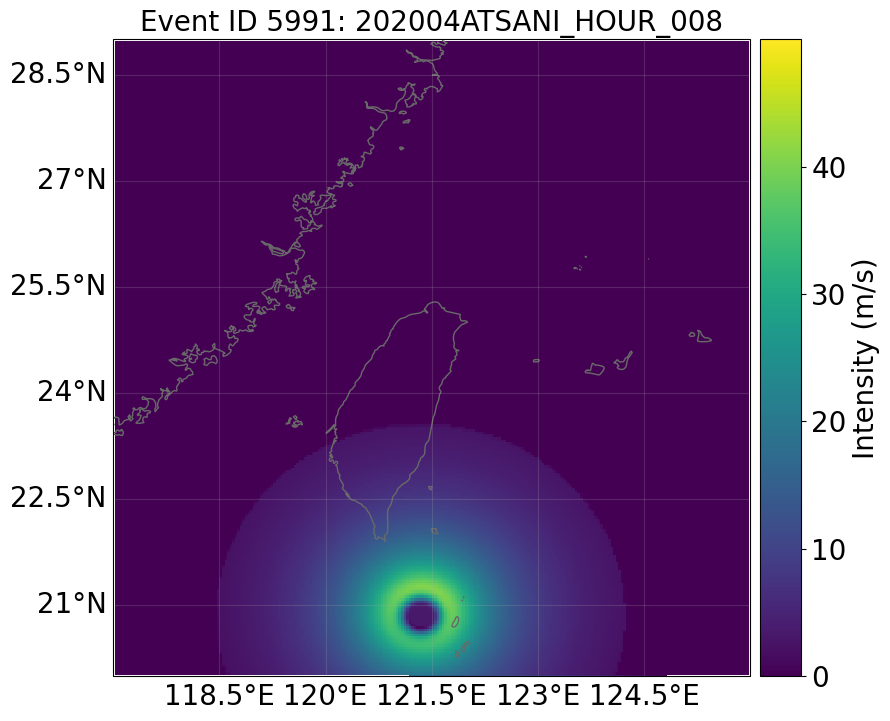 Event ID 5991: 202004ATSANI_HOUR_008
28.5°N
27°N
25.5°N
24°N
22.5°N
21°N
118.5°E 120°E 121.5°E 123°E 124.5°E
40
30
20
10
0
Intensity (m/s)